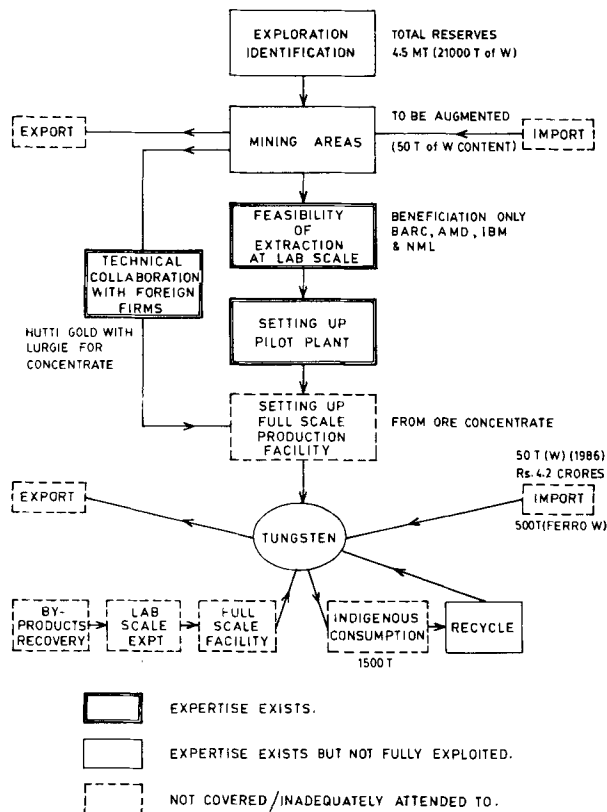 EXPLORATION
IDENTIFICATION
TOTAL RESERVES
4.5 MT (21000 T of W)
EXPORT
MINING AREAS
TO BE AUGMENTED
(50 T of W CONTENT)
IMPORT
FEASIBILITY
OF
EXTRACTION
AT LAB SCALE
BENEFICIATION ONLY
BARC, AMD, IBM
& NML
TECHNICAL
COLLABORATION
WITH FOREIGN
FIRMS
HUTTI GOLD WITH
LURGIE FOR
CONCENTRATE
SETTING UP
PILOT PLANT
SETTING UP
FULL SCALE
PRODUCTION
FACILITY
FROM ORE CONCENTRATE
50 T (W) (1986)
Rs. 4.2 CRORES
EXPORT
IMPORT
500T(FERRO W)
TUNGSTEN
BY-
PRODUCTS
RECOVERY
LAB
SCALE
EXPT
FULL
SCALE
FACILITY
INDIGENOUS
CONSUMPTION
1500 T
RECYCLE
EXPERTISE EXISTS.
EXPERTISE EXISTS BUT NOT FULLY EXPLOITED.
NOT COVERED/INADEQUATELY ATTENDED TO.